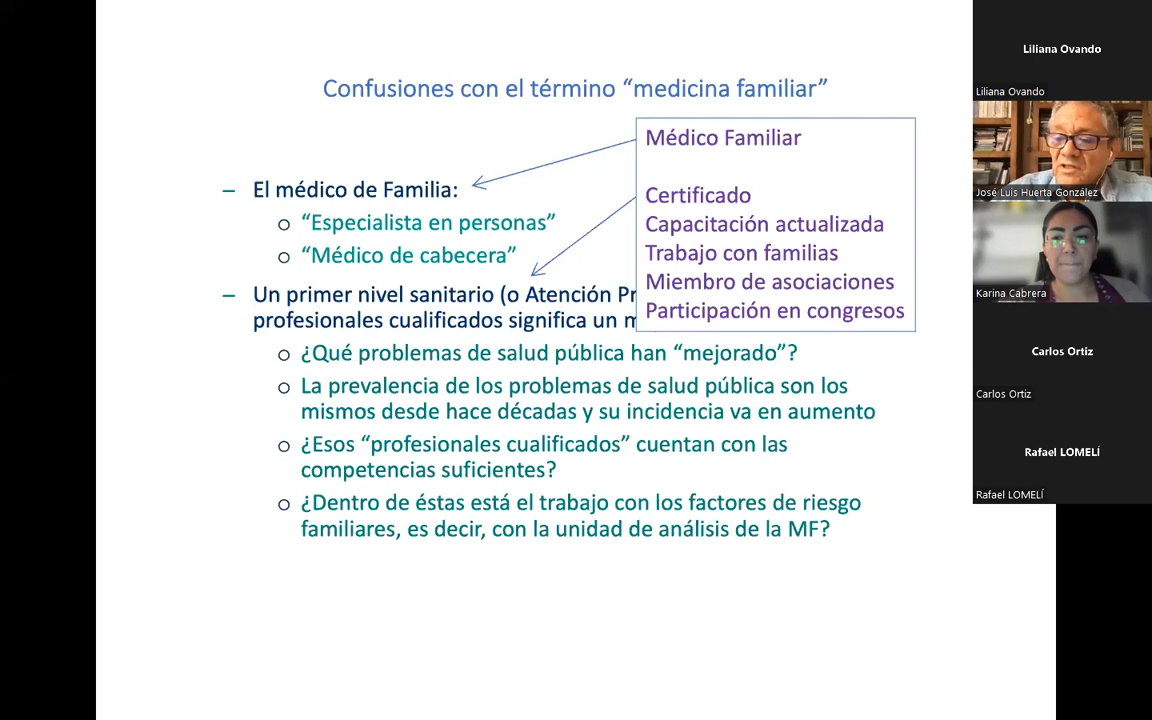 Confusiones con el término “medicina familiar”
Médico Familiar
Certificado
Capacitación actualizada
Trabajo con familias
Miembro de asociaciones
Participación en congresos
– El médico de Familia:
o “Especialista en personas”
o “Médico de cabecera”
– Un primer nivel sanitario (o Atención
profesionales cualificados significa un
o ¿Qué problemas de salud pública han “mejorado”?
o La prevalencia de los problemas de salud pública son los
mismos desde hace décadas y su incidencia va en aumento
o ¿Esos “profesionales cualificados” cuentan con las
competencias suficientes?
o ¿Dentro de éstas está el trabajo con los factores de riesgo
familiares, es decir, con la unidad de análisis de la MF?
Liliana Ovando
Liliana Ovando
José Luis Huerta González
Karina Cabrera
Carlos Ortiz
Carlos Ortiz
Rafael LOMELÍ
Rafael LOMELÍ